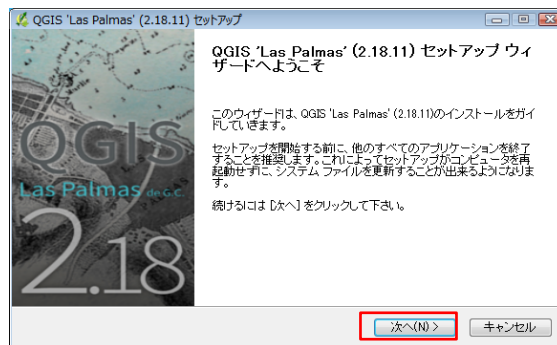 QGIS 'Las Palmas' (2.18.11) セットアップ
QGIS 'Las Palmas' (2.18.11) セットアップ ウィ
ザードへようこそ
このウィザードは、QGIS 'Las Palmas' (2.18.11)のインストールをガイ
ドしていきます。
セットアップを開始する前に、他のすべてのアプリケーションを終了
することを推奨します。これによってセットアップがコンピュータを再
起動せずに、システム ファイルを更新することが出来るようになりま
す。
続けるには [次へ] をクリックして下さい。
QGIS
Las Palmas de G.C.
2.18
次へ(N) >
キャンセル